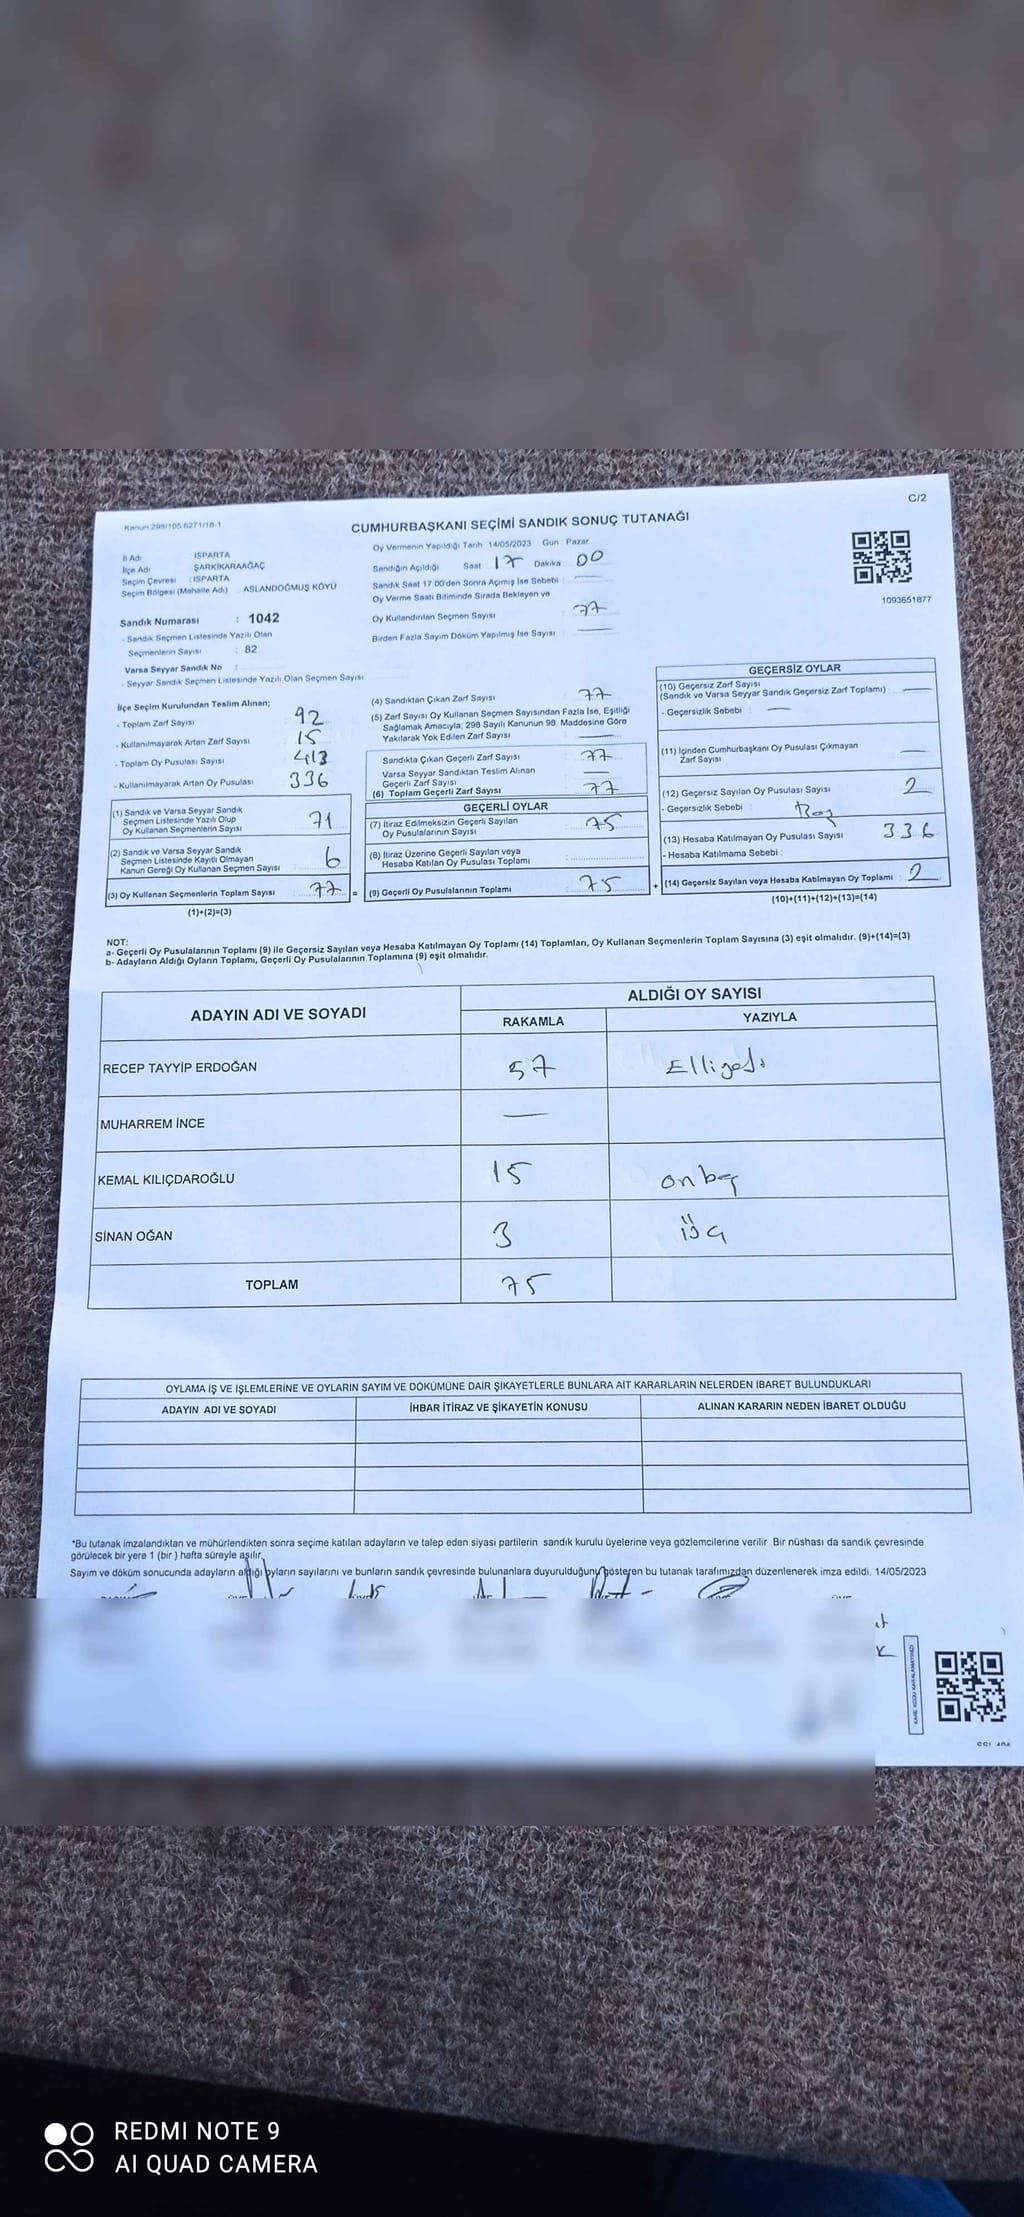 C/2
Kanun:298/105 6271/18-1
CUMHURBAŞKANI SEÇİMİ SANDIK SONUÇ TUTANAĞI
İl Adı : ISPARTA
İlçe Adı : ŞARKİKARAAĞAÇ
Seçim Çevresi : ISPARTA
Seçim Bölgesi (Mahalle Adı) : ASLANDOĞMUŞ KÖYÜ
Sandık Numarası : 1042
- Sandık Seçmen Listesinde Yazılı Olan
Seçmenlerin Sayısı : 82
Varsa Seyyar Sandık No :
- Seyyar Sandık Seçmen Listesinde Yazılı Olan Seçmen Sayısı
Oy Vermenin Yapıldığı Tarih 14/05/2023 Gün : Pazar
Sandığın Açıldığı Saat 17 Dakika 00
Sandık Saat 17.00'den Sonra Açımış İse Sebebi
Oy Verme Saati Bitiminde Sırada Bekleyen ve
Oy Kullandırılan Seçmen Sayısı 77
Birden Fazla Sayım Döküm Yapılmış İse Sayısı —
1093651877
İlçe Seçim Kurulundan Teslim Alınan;
- Toplam Zarf Sayısı 92
- Kullanılmayarak Artan Zarf Sayısı 15
- Toplam Oy Pusulası Sayısı 413
- Kullanılmayarak Artan Oy Pusulası 336
(1) Sandık ve Varsa Seyyar Sandık
Seçmen Listesinde Yazılı Olup
Oy Kullanan Seçmenlerin Sayısı 71
(2) Sandık ve Varsa Seyyar Sandık
Seçmen Listesinde Kayıtlı Olmayan
Kanun Gereği Oy Kullanan Seçmen Sayısı 6
(3) Oy Kullanan Seçmenlerin Toplam Sayısı 77 =
(1)+(2)=(3)
(4) Sandıktan Çıkan Zarf Sayısı 77
(5) Zarf Sayısı Oy Kullanan Seçmen Sayısından Fazla İse, Eşitliği
Sağlamak Amacıyla; 298 Sayılı Kanunun 98. Maddesine Göre
Yakılarak Yok Edilen Zarf Sayısı —
Sandıkta Çıkan Geçerli Zarf Sayısı 77
Varsa Seyyar Sandıktan Teslim Alınan
Geçerli Zarf Sayısı —
(6) Toplam Geçerli Zarf Sayısı 77
GEÇERLİ OYLAR
(7) İtiraz Edilmeksizin Geçerli Sayılan
Oy Pusulalarının Sayısı 75
(8) İtiraz Üzerine Geçerli Sayılan veya
Hesaba Katılan Oy Pusulası Toplamı
(9) Geçerli Oy Pusulalarının Toplamı 75 +
GEÇERSİZ OYLAR
(10) Geçersiz Zarf Sayısı
(Sandık ve Varsa Seyyar Sandık Geçersiz Zarf Toplamı) —
- Geçersizlik Sebebi : —
(11) İçinden Cumhurbaşkanı Oy Pusulası Çıkmayan
Zarf Sayısı —
(12) Geçersiz Sayılan Oy Pusulası Sayısı 2
- Geçersizlik Sebebi : Boş
(13) Hesaba Katılmayan Oy Pusulası Sayısı 336
- Hesaba Katılmama Sebebi :
(14) Geçersiz Sayılan veya Hesaba Katılmayan Oy Toplamı 2
(10)+(11)+(12)+(13)=(14)
NOT:
a- Geçerli Oy Pusulalarının Toplamı (9) ile Geçersiz Sayılan veya Hesaba Katılmayan Oy Toplamı (14) Toplamları, Oy Kullanan Seçmenlerin Toplam Sayısına (3) eşit olmalıdır. (9)+(14)=(3)
b- Adayların Aldığı Oyların Toplamı, Geçerli Oy Pusulalarının Toplamına (9) eşit olmalıdır.
ADAYIN ADI VE SOYADI
ALDIĞI OY SAYISI
RAKAMLA YAZIYLA
RECEP TAYYİP ERDOĞAN 57 Elliyedi
MUHARREM İNCE —
KEMAL KILIÇDAROĞLU 15 onbeş
SİNAN OĞAN 3 üç
TOPLAM 75
OYLAMA İŞ VE İŞLEMLERİNE VE OYLARIN SAYIM VE DÖKÜMÜNE DAİR ŞİKAYETLERLE BUNLARA AİT KARARLARIN NELERDEN İBARET BULUNDUKLARI
ADAYIN ADI VE SOYADI İHBAR İTİRAZ VE ŞİKAYETİN KONUSU ALINAN KARARIN NEDEN İBARET OLDUĞU
*Bu tutanak imzalandıktan ve mühürlendikten sonra seçime katılan adayların ve talep eden siyasi partilerin sandık kurulu üyelerine veya gözlemcilerine verilir Bir nüshası da sandık çevresinde
görülecek bir yere 1 (bir ) hafta süreyle asılır.
Sayım ve döküm sonucunda adayların aldığı oyların sayılarını ve bunların sandık çevresinde bulunanlara duyurulduğunu gösteren bu tutanak tarafımızdan düzenlenerek imza edildi. 14/05/2023
KARE KODU KARALAMAYINIZ!
REDMI NOTE 9
AI QUAD CAMERA